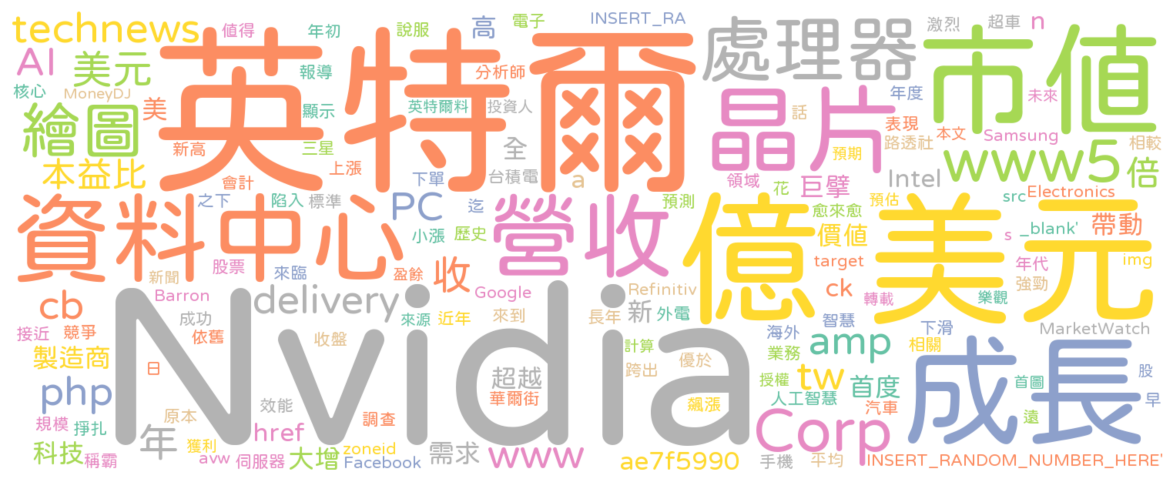 technews
值得
年初
說服
高
電子
INSERT_RA
處理器
激烈
超車
n
市値
AI
美元
報導
分析師
英特爾
核心
MoneyDJ
美
顯示
英特爾料
投資人
晶片
話
年度
未來
繪圖
新高
三星
上漲
全
預期
表現
路透社
本文
Samsung
相較
www5
倍
本益比
會計
下單
台積電
a
領域
花
巨擘
預估
Intel
src
Electronics
之下
陷入
標準
PC
迄
預測
愈來愈
_blank'
帶動
資料中心
小漲
歷史
營收
億美元
價值
target
s
年代
img
新聞
股票
來臨
盈餘
收
Google
Refinitiv
ck
轉載
樂觀
強勁
cb
Barron
delivery
來源
近年
來到
長年
新
外電
智慧
海外
下滑
MarketWatch
接近
競爭
成功
依舊
收盤
計算
優於
業務
amp
相關
成長
製造商
日
Nvidia
超越
跨出
授權
tw
首度
首圖
股
php
華爾街
人工智慧
規模
掙扎
原本
效能
調查
飆漲
汽車
遠
早
年
href
Corp
科技
稱霸
獲利
avw
伺服器
大增
zoneid
Facebook
需求
www
ae7f5990
手機
平均
INSERT_RANDOM_NUMBER_HERE'